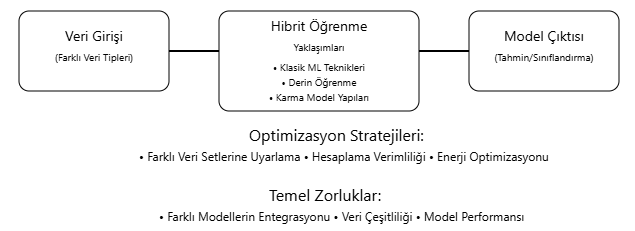 Veri Girişi
(Farklı Veri Tipleri)
Hibrit Öğrenme
Yaklaşımları
• Klasik ML Teknikleri
• Derin Öğrenme
• Karma Model Yapıları
Model Çıktısı
(Tahmin/Sınıflandırma)
Optimizasyon Stratejileri:
• Farklı Veri Setlerine Uyarlama • Hesaplama Verimliliği • Enerji Optimizasyonu
Temel Zorluklar:
• Farklı Modellerin Entegrasyonu • Veri Çeşitliliği • Model Performansı